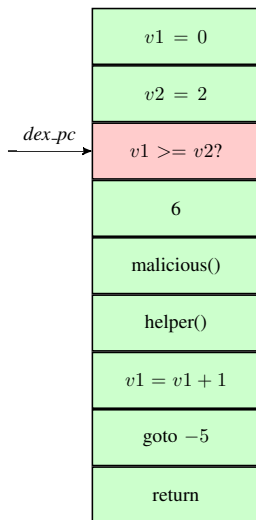 v1 = 0
v2 = 2
dex_pc
v1 >= v2?
6
malicious()
helper()
v1 = v1 + 1
goto −5
return